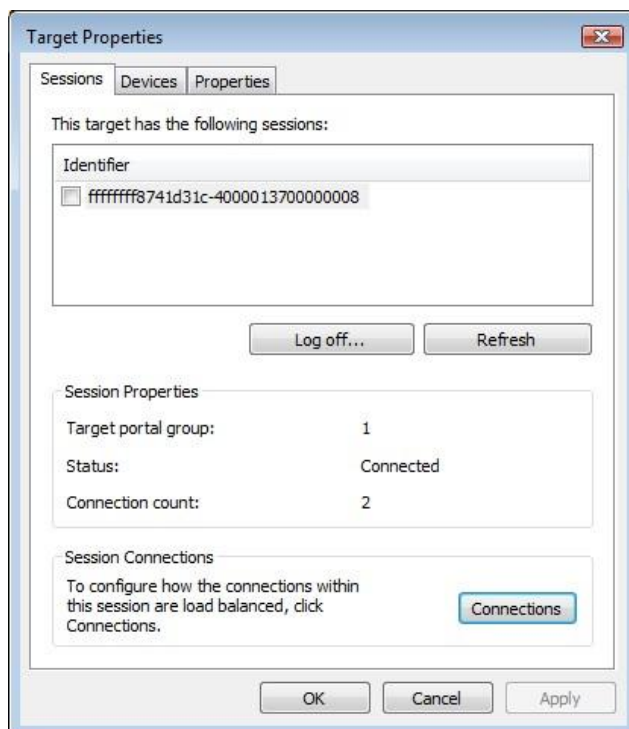 Target Properties
Sessions Devices Properties
This target has the following sessions:
Identifier
ffffffff8741d31c-4000013700000008
Log off... Refresh
Session Properties
Target portal group: 1
Status: Connected
Connection count: 2
Session Connections
To configure how the connections within
this session are load balanced, click
Connections.
Connections
OK Cancel Apply